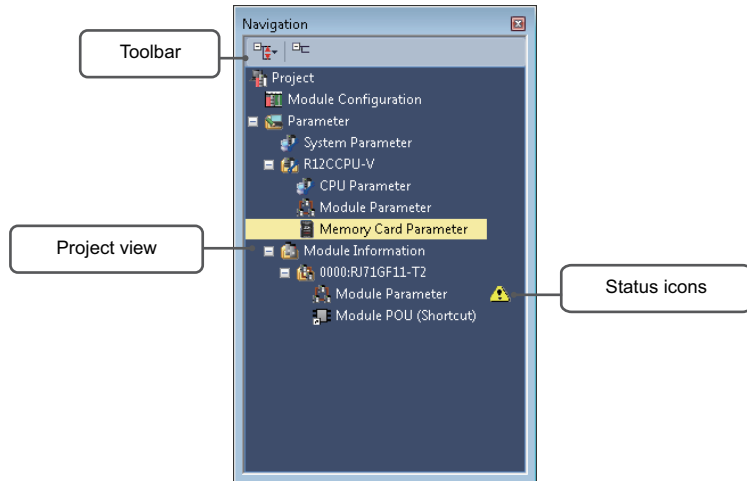 Navigation
Toolbar
Project
Module Configuration
Parameter
System Parameter
R12CCPU-V
CPU Parameter
Module Parameter
Memory Card Parameter
Project view
Module Information
0000:RJ71GF11-T2
Module Parameter
Status icons
Module POU (Shortcut)